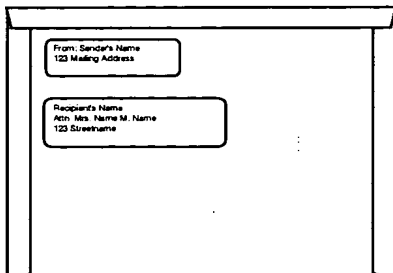 From: Sender's Name
123 Mailing Address
Recipient's Name
Attn: Mrs. Name M. Name
123 Streetname